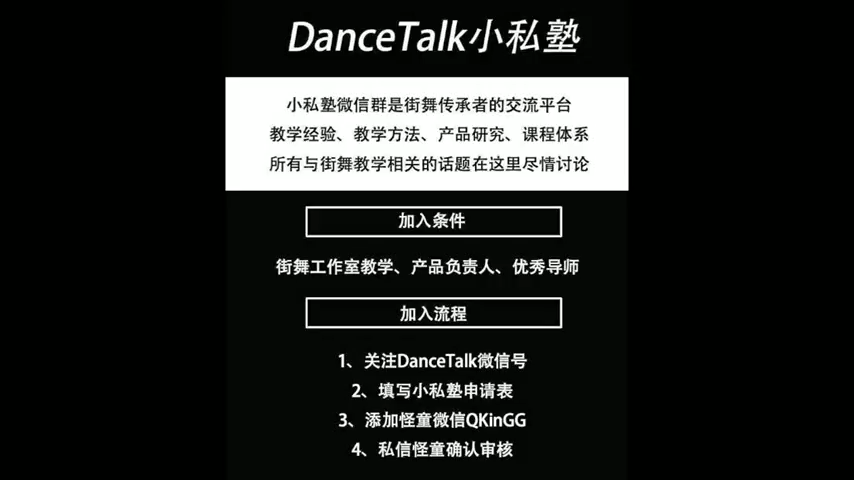 DanceTalk小私塾
小私塾微信群是街舞传承者的交流平台
教学经验、教学方法、产品研究、课程体系
所有与街舞教学相关的话题在这里尽情讨论
加入条件
街舞工作室教学、产品负责人、优秀导师
加入流程
1、关注DanceTalk微信号
2、填写小私塾申请表
3、添加怪童微信QKinGG
4、私信怪童确认审核